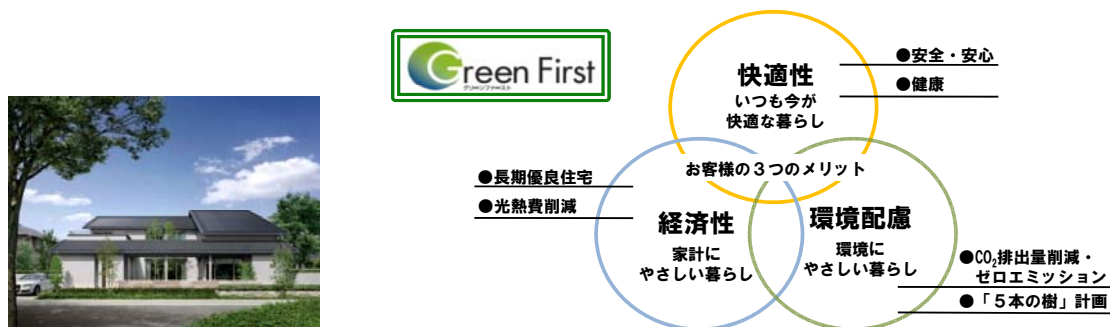 Green First
グリーンファースト
快適性
いつも今が
快適な暮らし
●安全・安心
●健康
お客様の３つのメリット
●長期優良住宅
●光熱費削減
経済性
家計に
やさしい暮らし
環境配慮
環境に
やさしい暮らし
●CO₂排出量削減・
ゼロエミッション
●「５本の樹」計画